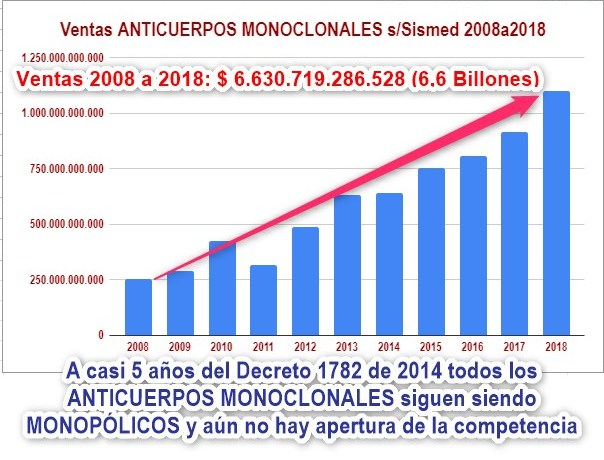 Ventas ANTICUERPOS MONOCLONALES s/Sismed 2008a2018
1.250.000.000.000
Ventas 2008 a 2018: $ 6.630.719.286.528 (6.6 Billones)
1.000.000.000.000
750.000.000.000
500.000.000.000
250.000.000.000
0
2008 2009 2010 2011 2012 2013 2014 2015 2016 2017 2018
A casi 5 años del Decreto 1782 de 2014 todos los
ANTICUERPOS MONOCLONALES siguen siendo
MONOPÓLICOS y aún no hay apertura de la competencia